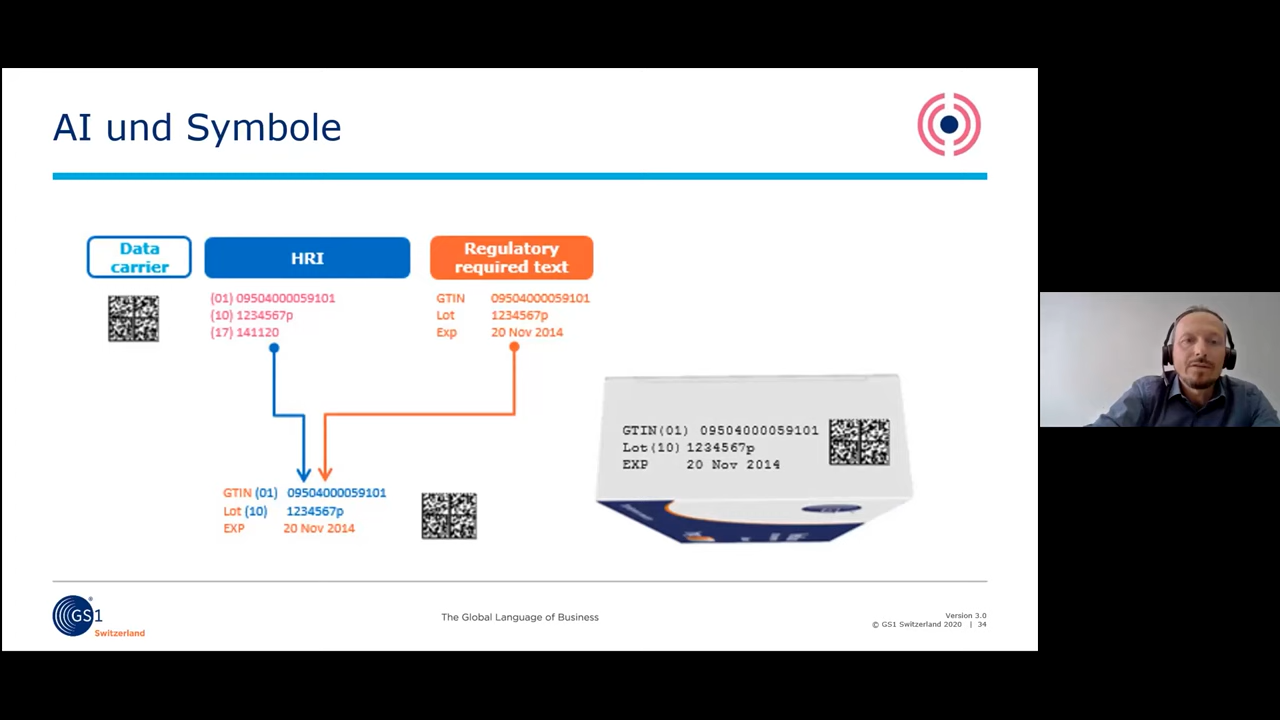 AI und Symbole
Data
carrier
HRI
Regulatory
required text
(01) 09504000059101
(10) 1234567p
(17) 141120
GTIN 09504000059101
Lot 1234567p
Exp 20 Nov 2014
GTIN (01) 09504000059101
Lot (10) 1234567p
EXP 20 Nov 2014
GTIN(01) 09504000059101
Lot(10) 1234567p
EXP 20 Nov 2014
GS1
GS1
®
Switzerland
The Global Language of Business
Version 3.0
© GS1 Switzerland 2020 | 34